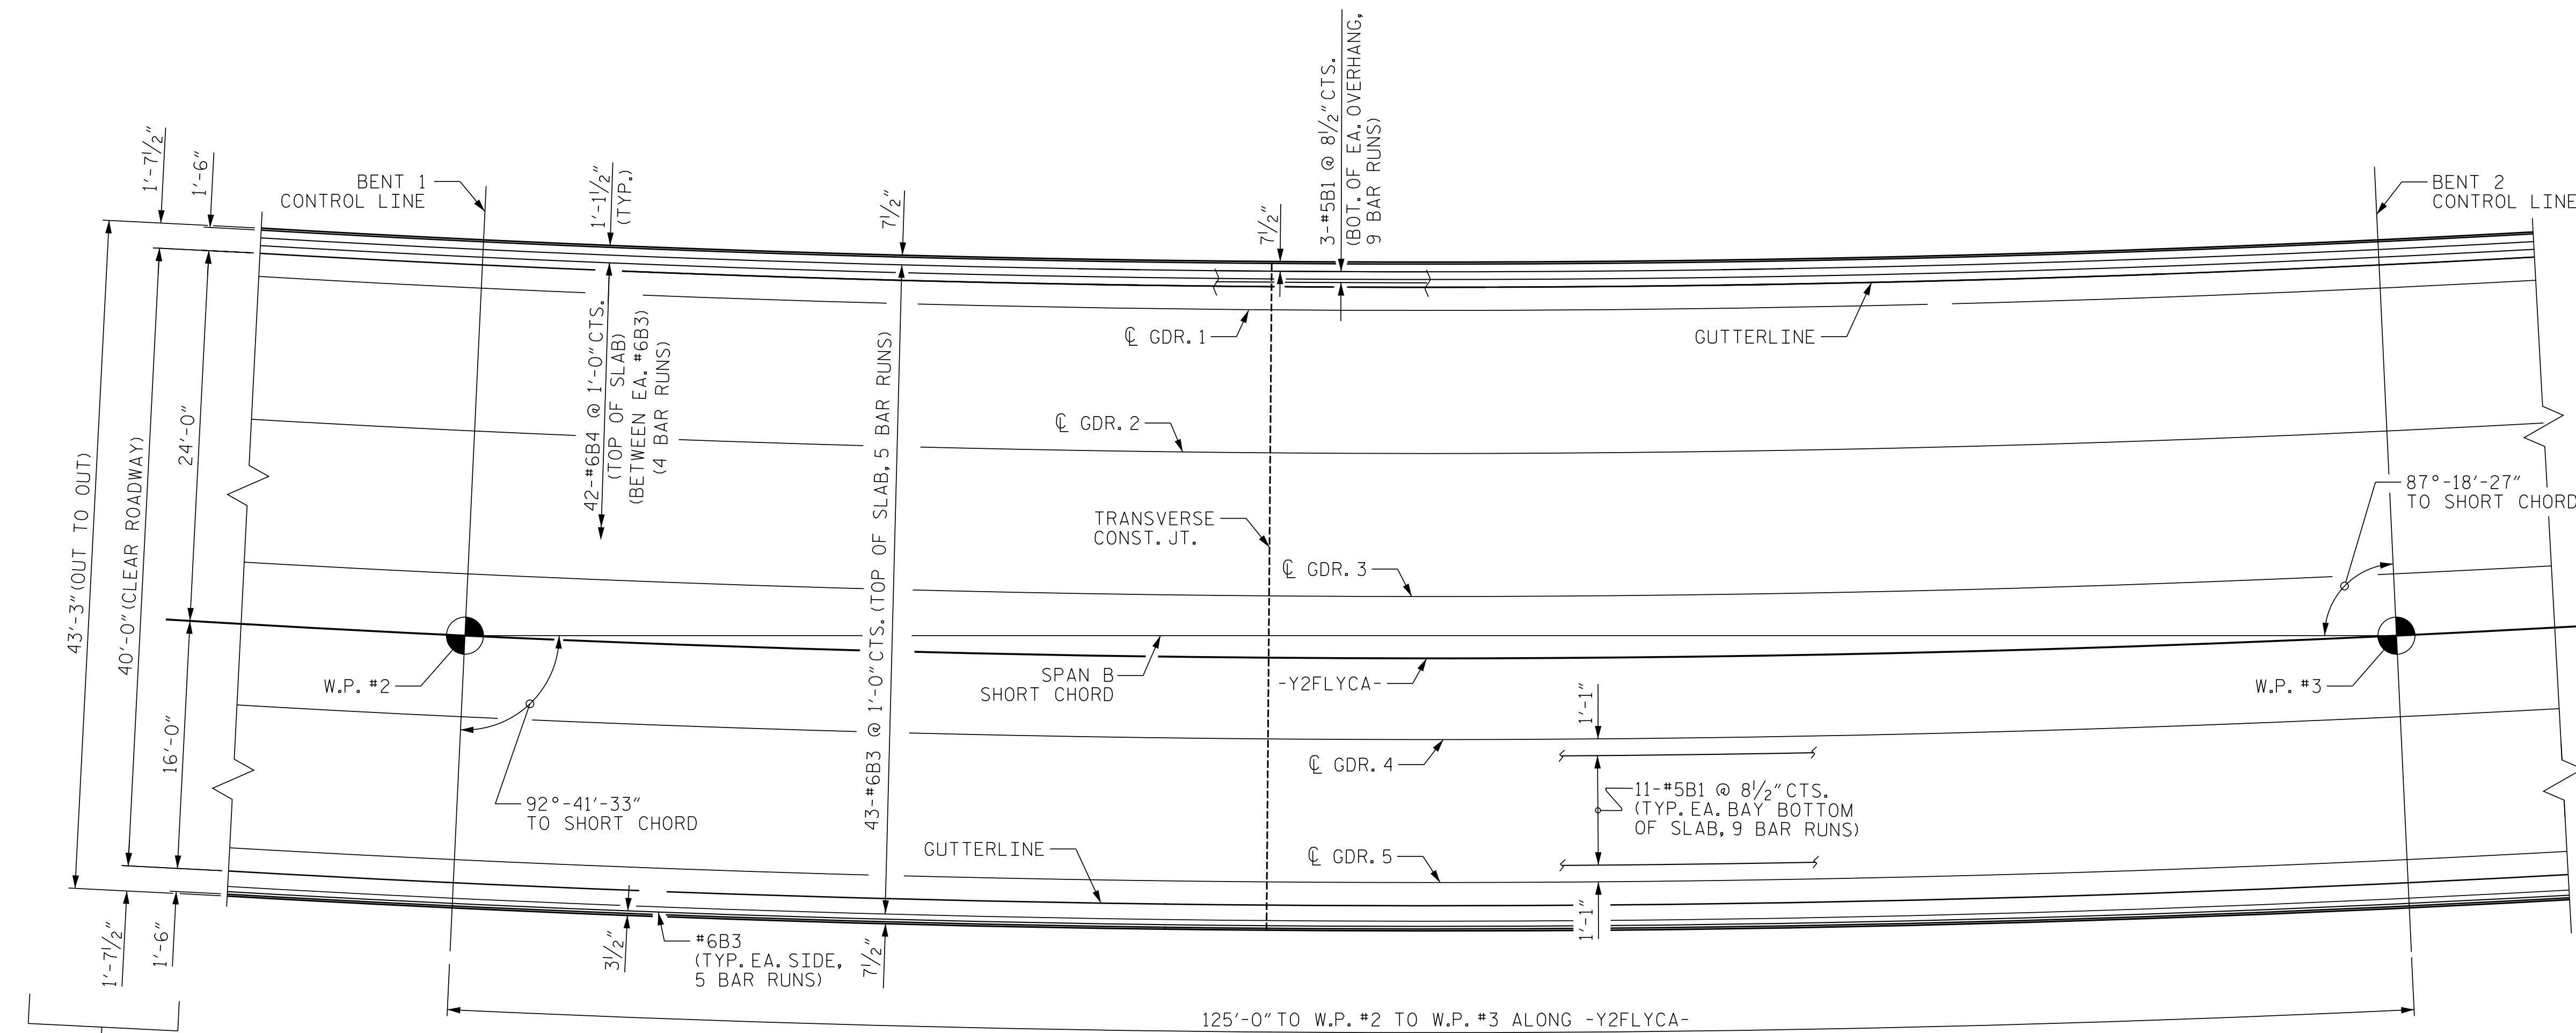 3-#5B1 @ 8½" CTS.
(BOT. OF EA. OVERHANG,
9 BAR RUNS)
1'-7½"
1'-6"
BENT 1
CONTROL LINE
1'-1½"
(TYP.)
7½"
7½"
BENT 2
CONTROL LINE
℄ GDR. 1
GUTTERLINE
42-#6B4 @ 1'-0" CTS.
(TOP OF SLAB)
(BETWEEN EA. #6B3)
(4 BAR RUNS)
43-#6B3 @ 1'-0" CTS. (TOP OF SLAB, 5 BAR RUNS)
43'-3" (OUT TO OUT)
40'-0" (CLEAR ROADWAY)
24'-0"
16'-0"
℄ GDR. 2
87°-18'-27"
TO SHORT CHORD
TRANSVERSE
CONST. JT.
℄ GDR. 3
W.P. #2
SPAN B
SHORT CHORD
-Y2FLYCA-
W.P. #3
1'-1"
℄ GDR. 4
92°-41'-33"
TO SHORT CHORD
11-#5B1 @ 8½" CTS.
(TYP. EA. BAY BOTTOM
OF SLAB, 9 BAR RUNS)
GUTTERLINE
℄ GDR. 5
1'-1"
1'-7½"
1'-6"
3½"
#6B3
(TYP. EA. SIDE,
5 BAR RUNS)
7½"
125'-0" TO W.P. #2 TO W.P. #3 ALONG -Y2FLYCA-